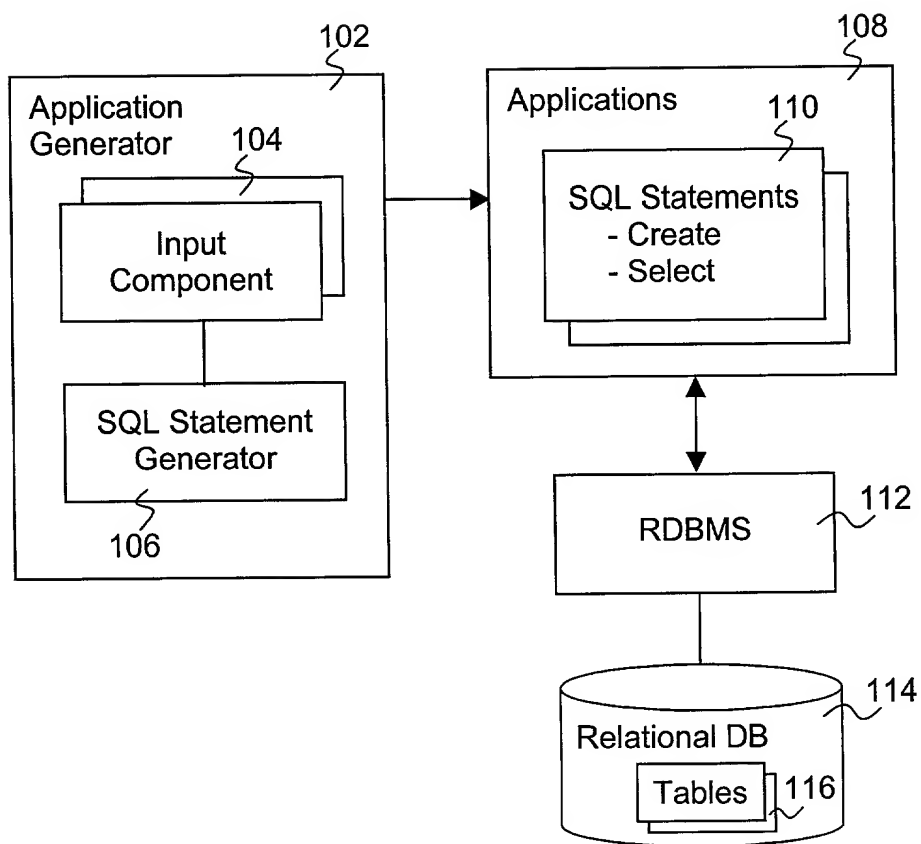 102
Application
Generator
104
Input
Component
SQL Statement
Generator
106
108
Applications
110
SQL Statements
- Create
- Select
RDBMS
112
114
Relational DB
Tables
116